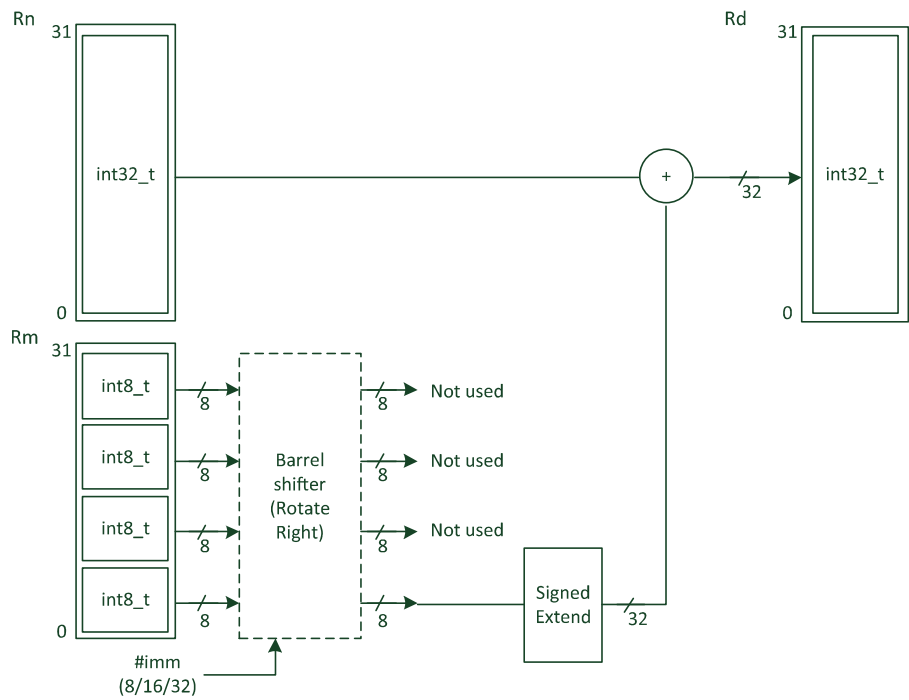 Rn
31
int32_t
0
Rd
31
int32_t
0
+
32
Rm
31
int8_t
int8_t
int8_t
int8_t
0
8
8
8
8
Barrel
shifter
(Rotate
Right)
8
8
8
8
Not used
Not used
Not used
Signed
Extend
32
#imm
(8/16/32)